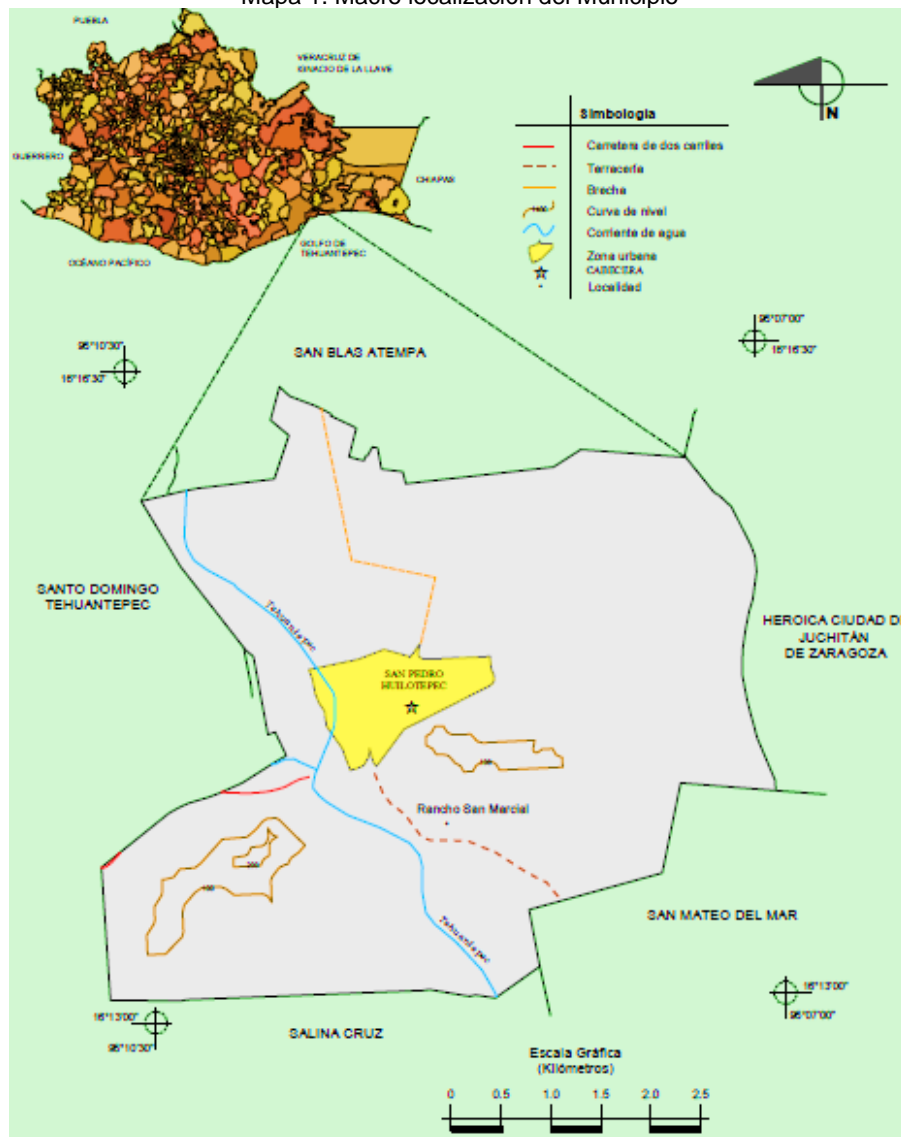 Mapa 1. Macro localización del Municipio
PUEBLA
VERACRUZ DE
IGNACIO DE LA LLAVE
GUERRERO
CHIAPAS
GOLFO DE
TEHUANTEPEC
OCÉANO PACÍFICO
N
Simbología
Carretera de dos carriles
Terracería
Brecha
Curva de nivel
Corriente de agua
Zona urbana
CABECERA
Localidad
95°10'30"
16°16'30"
95°07'00"
16°16'30"
SAN BLAS ATEMPA
SANTO DOMINGO
TEHUANTEPEC
Tehuantepec
HEROICA CIUDAD DE
JUCHITÁN
DE ZARAGOZA
SAN PEDRO
HUILOTEPEC
100
Rancho San Marcial
200
100
SAN MATEO DEL MAR
Tehuantepec
16°13'00"
95°10'30"
16°13'00"
95°07'00"
SALINA CRUZ
Escala Gráfica
(Kilómetros)
0 0.5 1.0 1.5 2.0 2.5